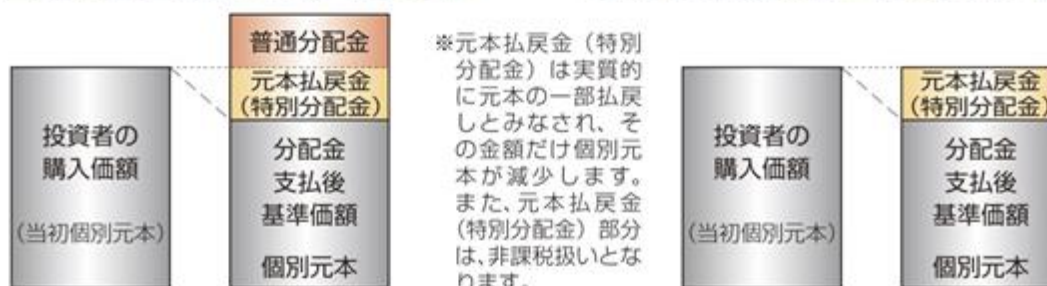 普通分配金
元本払戻金
(特別分配金)
投資者の
購入価額
(当初個別元本)
分配金
支払後
基準価額
個別元本
※元本払戻金（特別
分配金）は実質的
に元本の一部払戻
しとみなされ、そ
の金額だけ個別元
本が減少します。
また、元本払戻金
(特別分配金) 部分
は、非課税扱いとな
ります。
投資者の
購入価額
(当初個別元本)
元本払戻金
(特別分配金)
分配金
支払後
基準価額
個別元本